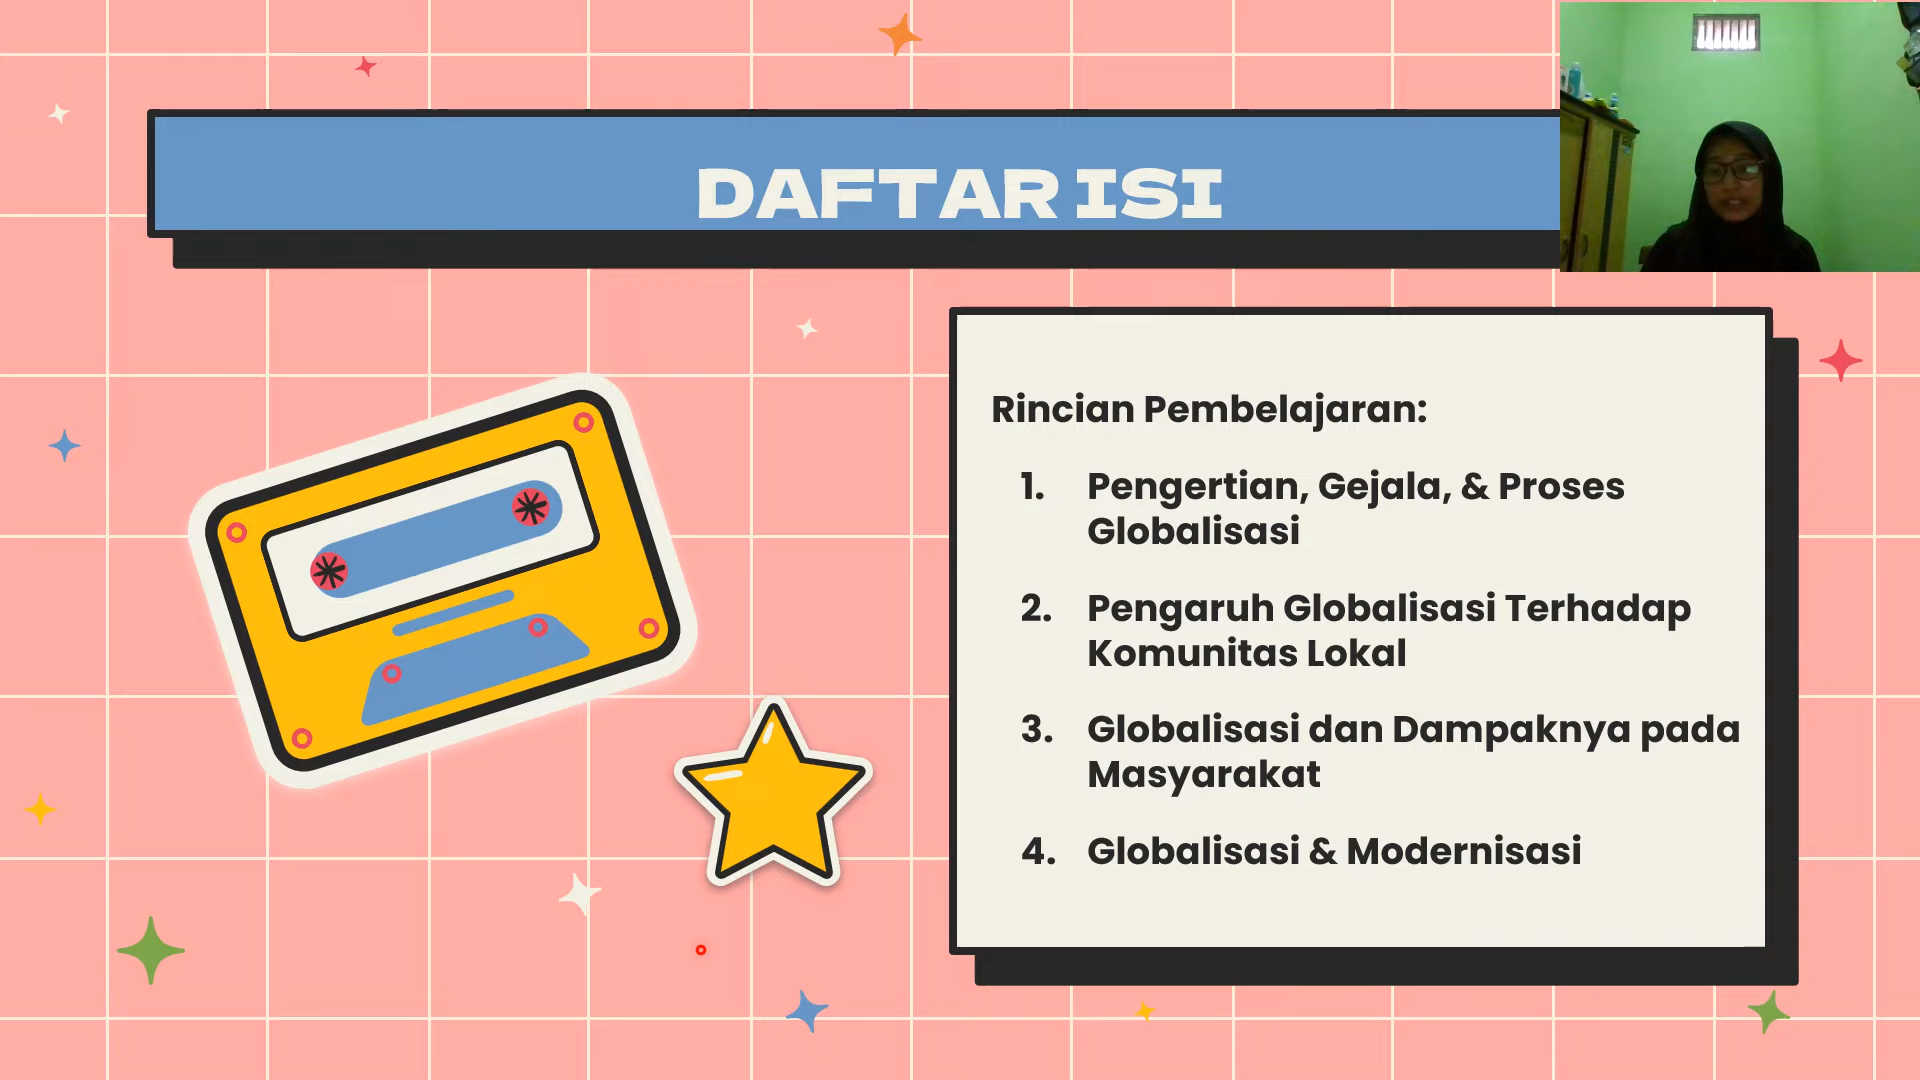 DAFTAR ISI
Rincian Pembelajaran:
1. Pengertian, Gejala, & Proses
Globalisasi
2. Pengaruh Globalisasi Terhadap
Komunitas Lokal
3. Globalisasi dan Dampaknya pada
Masyarakat
4. Globalisasi & Modernisasi